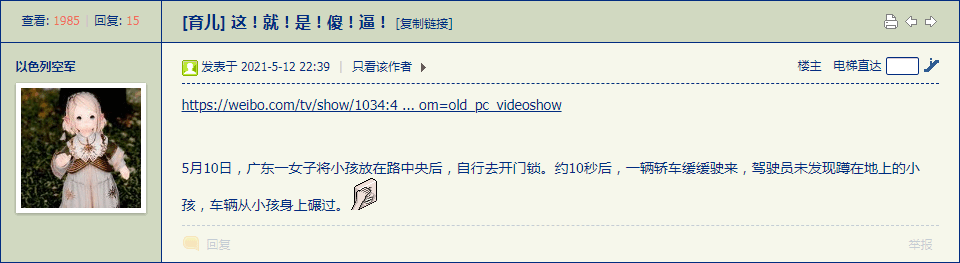 查看: 1985 | 回复: 15
[育儿] 这！就！是！傻！逼！ [复制链接]
以色列空军
发表于 2021-5-12 22:39 | 只看该作者
楼主 电梯直达
https://weibo.com/tv/show/1034:4 ... om=old_pc_videoshow
5月10日，广东一女子将小孩放在路中央后，自行去开门锁。约10秒后，一辆轿车缓缓驶来，驾驶员未发现蹲在地上的小
孩，车辆从小孩身上碾过。
回复
举报